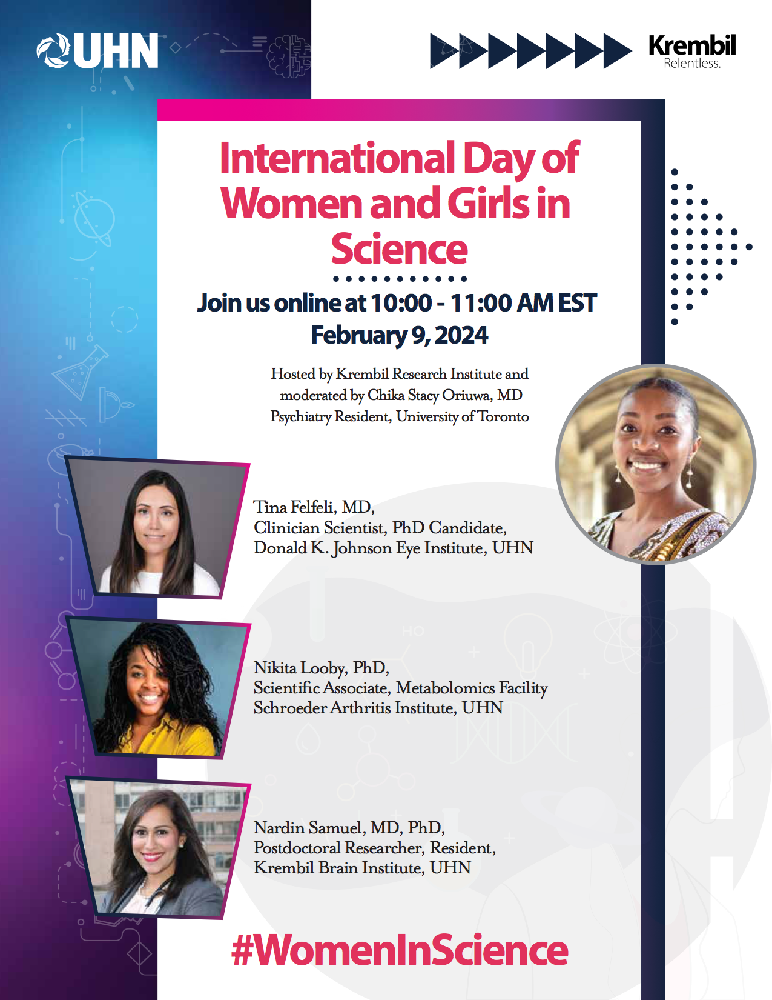 UHN
Krembil
Relentless.
International Day of
Women and Girls in
Science
Join us online at 10:00 - 11:00 AM EST
February 9, 2024
Hosted by Krembil Research Institute and
moderated by Chika Stacy Oriuwa, MD
Psychiatry Resident, University of Toronto
Tina Felfeli, MD,
Clinician Scientist, PhD Candidate,
Donald K. Johnson Eye Institute, UHN
HO
Nikita Looby, PhD,
Scientific Associate, Metabolomics Facility
Schroeder Arthritis Institute, UHN
Nardin Samuel, MD, PhD,
Postdoctoral Researcher, Resident,
Krembil Brain Institute, UHN
#WomenInScience